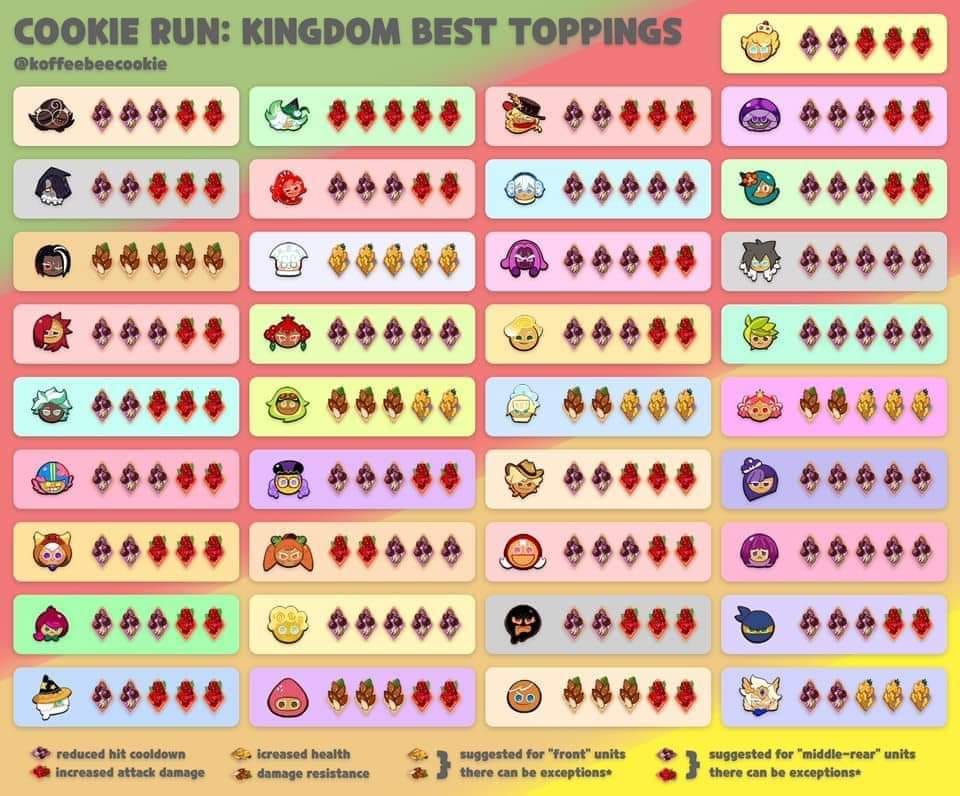 COOKIE RUN: KINGDOM BEST TOPPINGS
@koffeebeecookie
reduced hit cooldown
increased attack damage
icreased health
damage resistance
suggested for "front" units
there can be exceptions*
suggested for "middle-rear" units
there can be exceptions*